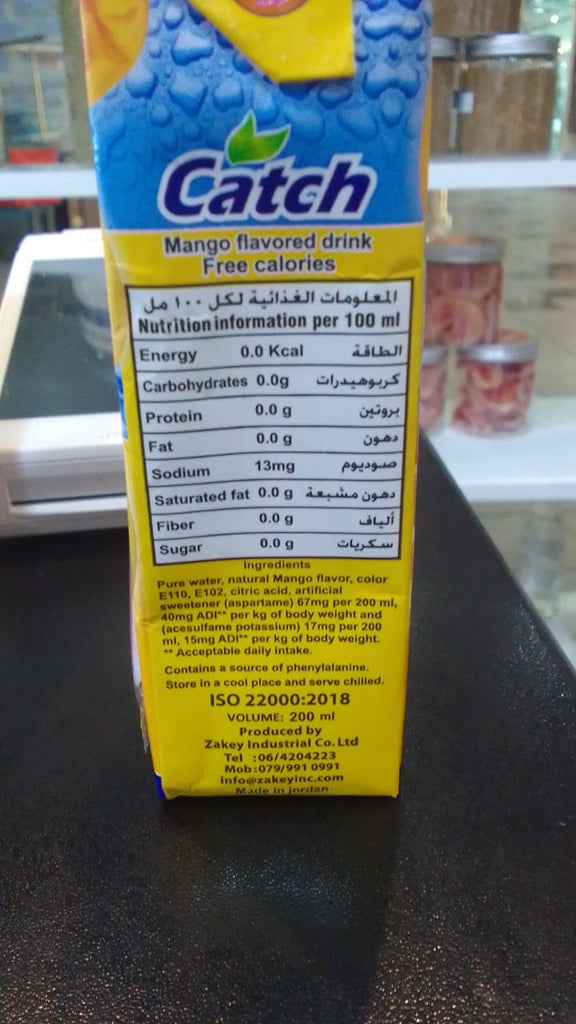 Catch
Mango flavored drink
Free calories
المعلومات الغذائية لكل ١٠٠ مل
Nutrition information per 100 ml
Energy 0.0 Kcal الطاقة
Carbohydrates 0.0g كربوهيدرات
Protein 0.0 g بروتين
Fat 0.0 g دهون
Sodium 13mg صوديوم
Saturated fat 0.0 g دهون مشبعة
Fiber 0.0 g ألياف
Sugar 0.0 g سكريات
Ingredients
Pure water, natural Mango flavor, color
E110, E102, citric acid, artificial
sweetener (aspartame) 67mg per 200 ml,
40mg ADI** per kg of body weight and
(acesulfame potassium) 17mg per 200
ml, 15mg ADI** per kg of body weight.
** Acceptable daily intake.
Contains a source of phenylalanine.
Store in a cool place and serve chilled.
ISO 22000:2018
VOLUME: 200 ml
Produced by
Zakey Industrial Co. Ltd
Tel :06/4204223
Mob:079/991 0991
info@zakeyinc.com
Made in jorden